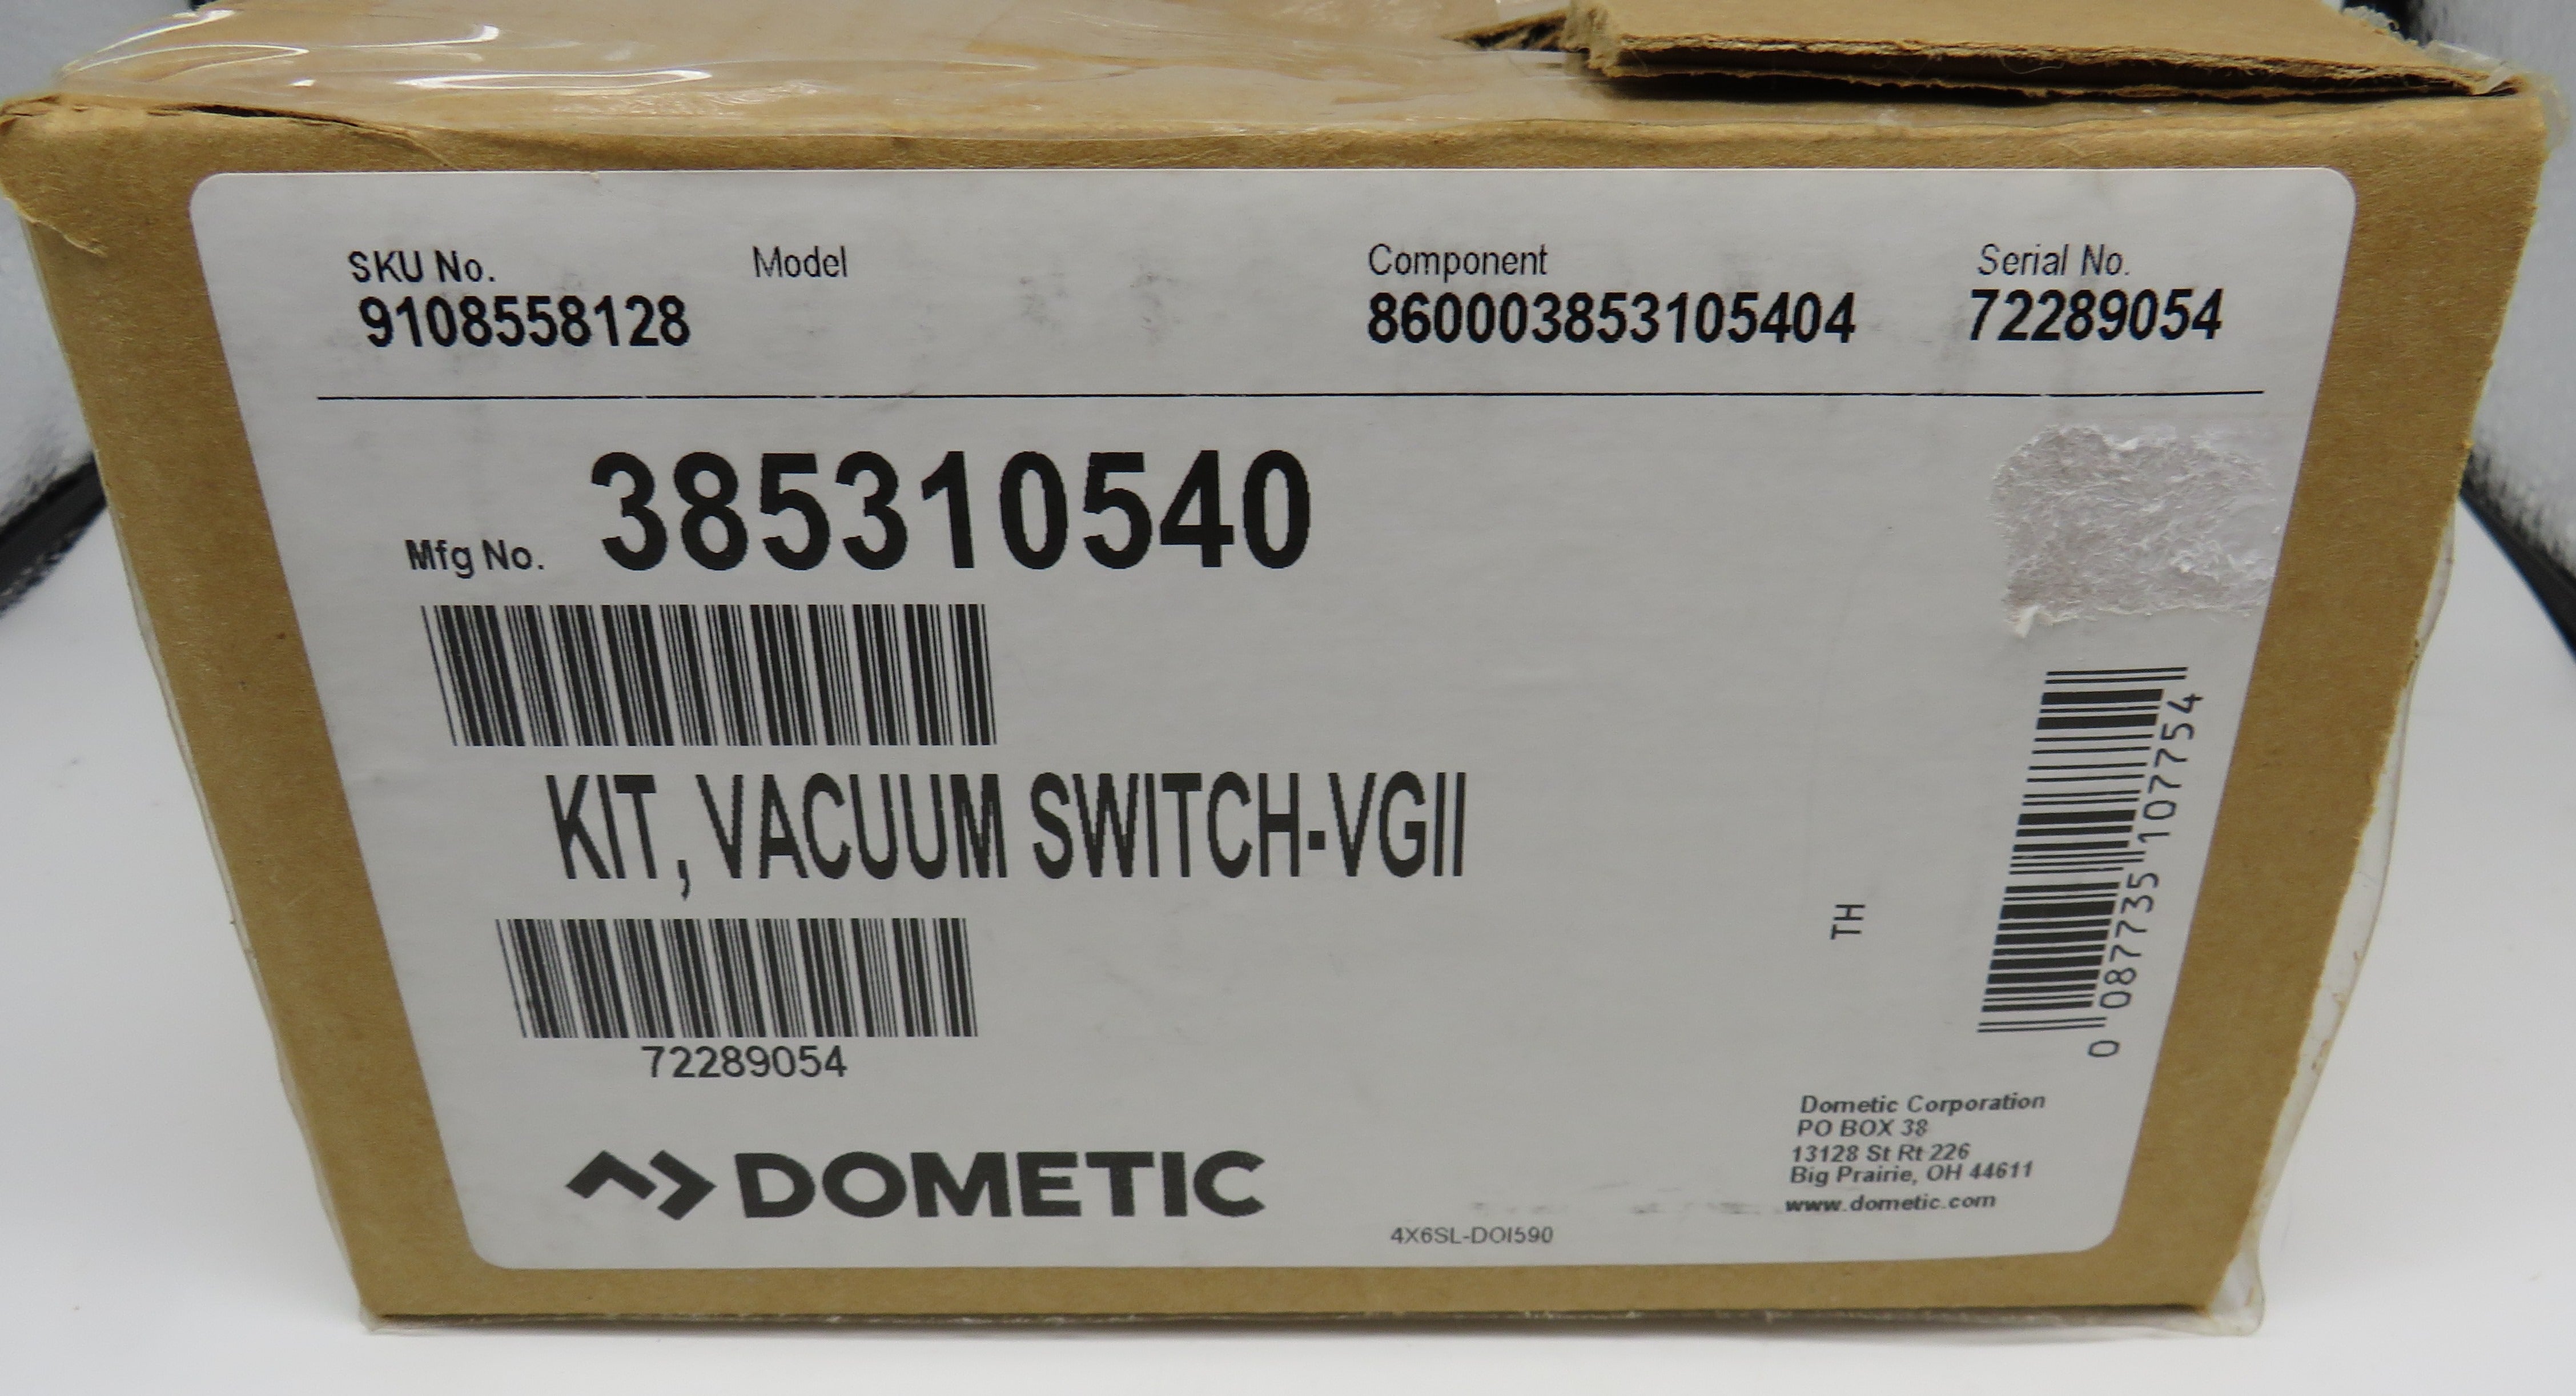 SKU No. Model Component Serial No.
9108558128 860003853105404 72289054
Mfg No. 385310540
KIT, VACUUM SWITCH-VGII
72289054
TH
0 087735 107754
DOMETIC
Dometic Corporation
PO BOX 38
13128 St Rt 226
Big Prairie, OH 44611
www.dometic.com
4X6SL-DOI590